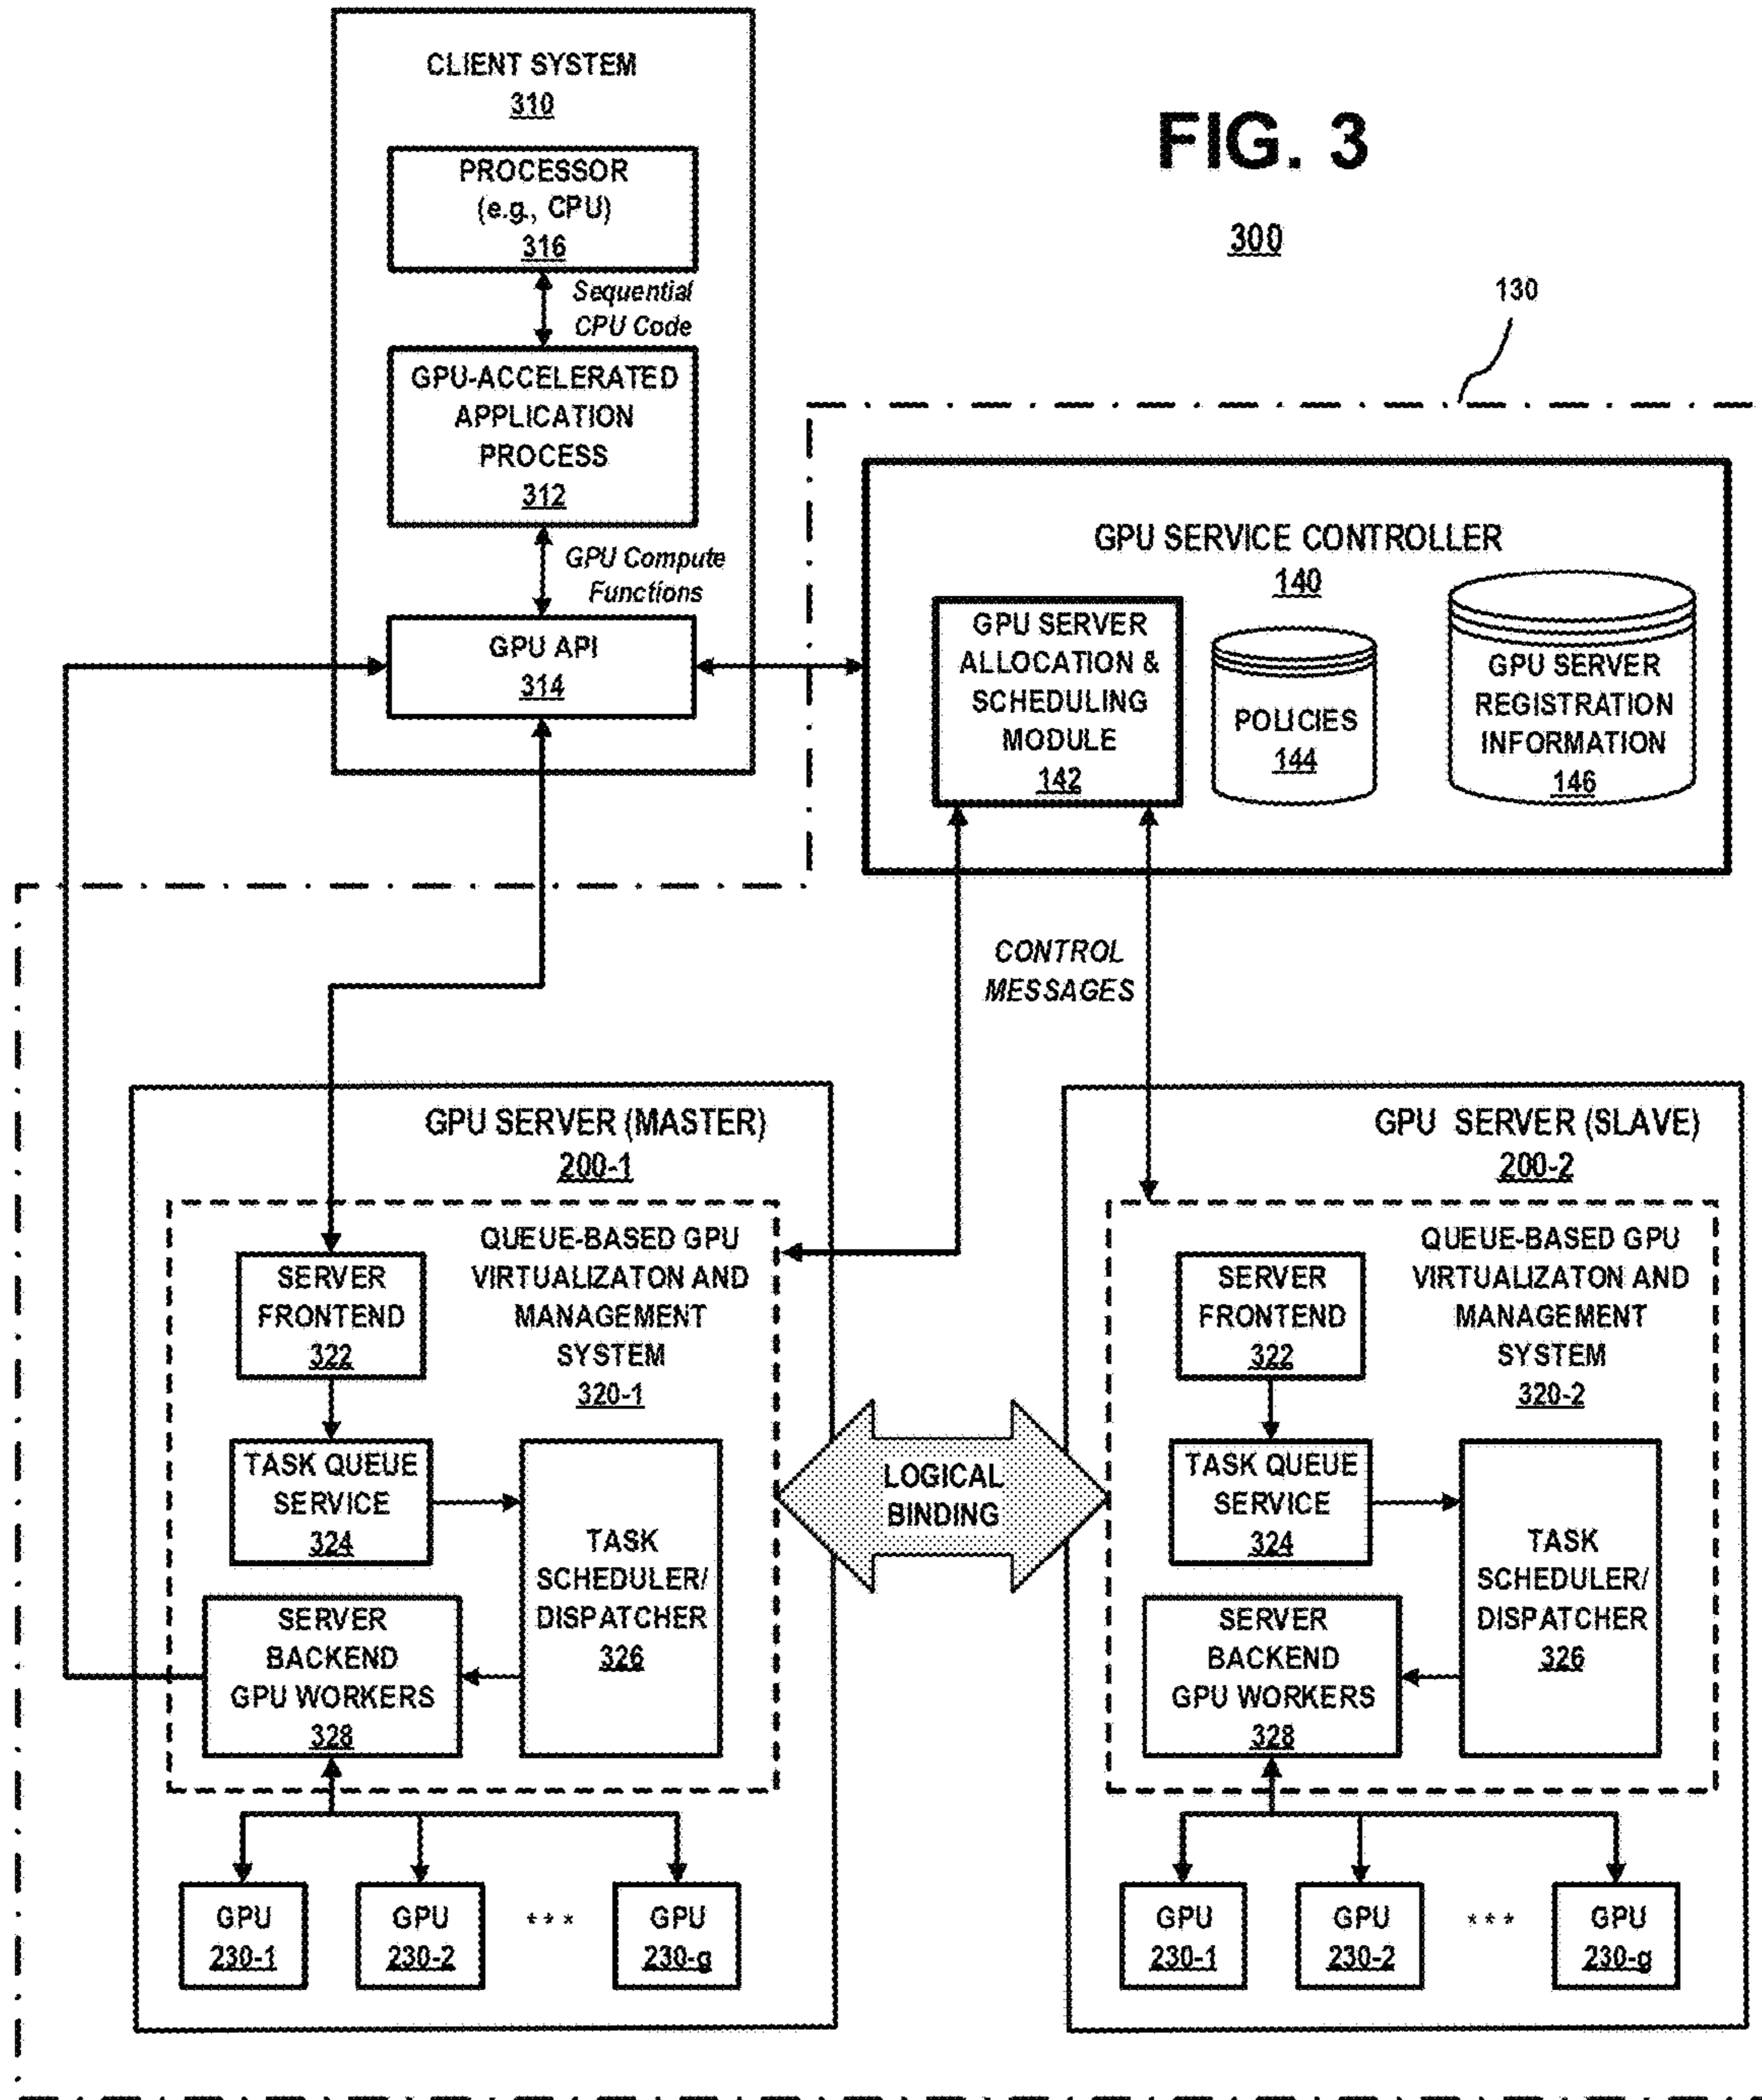 FIG. 3
300
130
CLIENT SYSTEM
310
PROCESSOR
(e.g., CPU)
316
Sequential
CPU Code
GPU-ACCELERATED
APPLICATION
PROCESS
312
GPU Compute
Functions
GPU API
314
GPU SERVICE CONTROLLER
140
GPU SERVER
ALLOCATION &
SCHEDULING
MODULE
142
POLICIES
144
GPU SERVER
REGISTRATION
INFORMATION
146
CONTROL
MESSAGES
GPU SERVER (MASTER)
200-1
QUEUE-BASED GPU
VIRTUALIZATON AND
MANAGEMENT
SYSTEM
320-1
SERVER
FRONTEND
322
TASK QUEUE
SERVICE
324
TASK
SCHEDULER/
DISPATCHER
326
SERVER
BACKEND
GPU WORKERS
328
GPU
230-1
GPU
230-2
* * *
GPU
230-g
LOGICAL
BINDING
GPU SERVER (SLAVE)
200-2
QUEUE-BASED GPU
VIRTUALIZATON AND
MANAGEMENT
SYSTEM
320-2
SERVER
FRONTEND
322
TASK QUEUE
SERVICE
324
TASK
SCHEDULER/
DISPATCHER
326
SERVER
BACKEND
GPU WORKERS
328
GPU
230-1
GPU
230-2
* * *
GPU
230-g